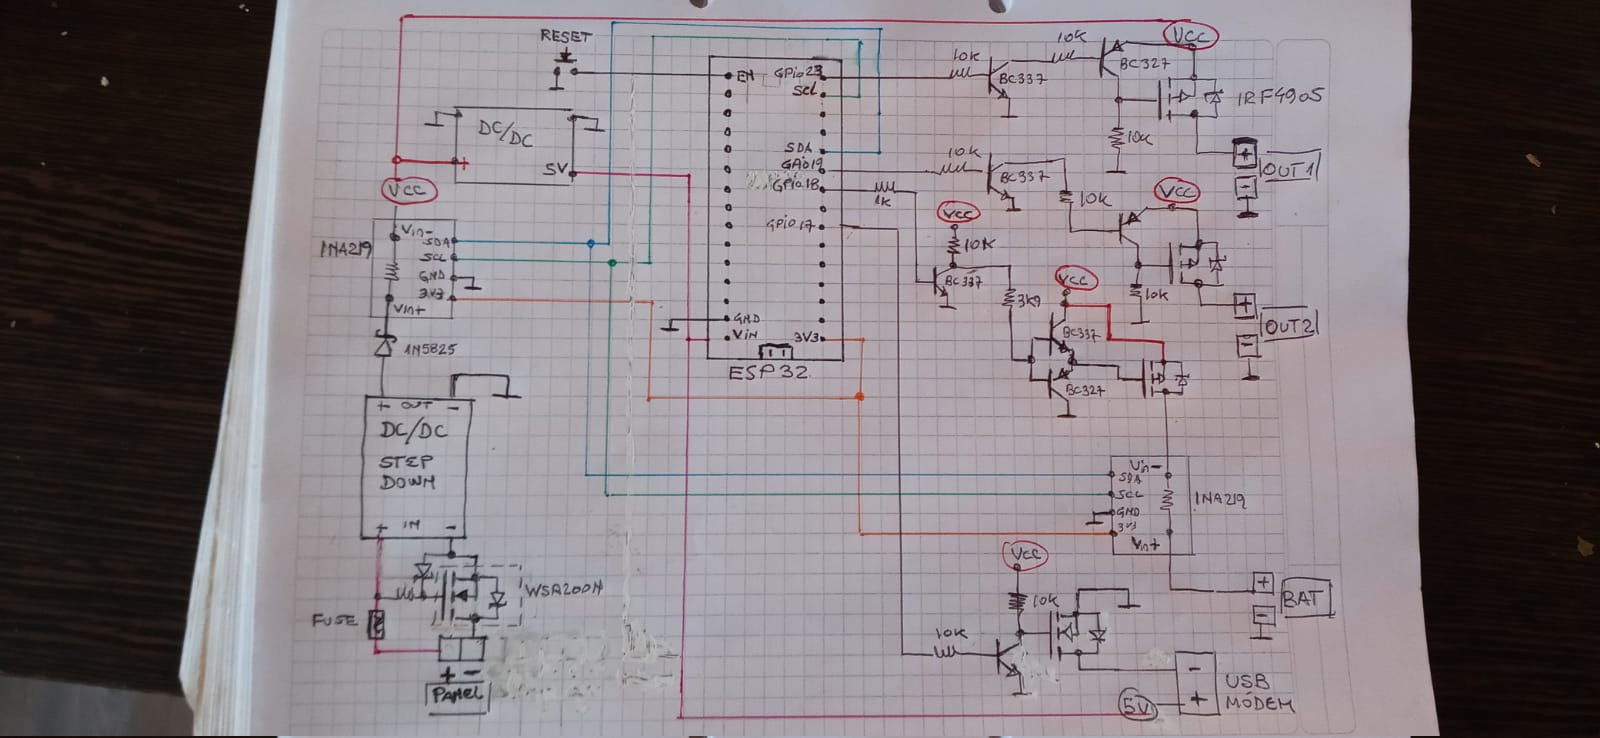 RESET
VCC
10K
10K
BC337
BC327
IRF4905
10K
+
-
OUT1
DC/DC
+
5V
VCC
EN
GPIO23
SCL
SDA
GPIO19
GPIO18
GPIO17
GND
VIN
3V3
ESP32
1K
10K
BC337
10K
VCC
10K
+
-
OUT2
VCC
10K
BC337
3K9
VCC
BC337
BC327
INA219
Vin-
SDA
SCL
GND
3V3
Vin+
1N5825
+ OUT -
DC/DC
STEP
DOWN
+ IN -
WSR200N
FUSE
+ -
PANEL
Vin-
SDA
SCL
GND
3V3
Vin+
INA219
+
-
BAT
VCC
10K
10K
-
+
5V
USB
MÓDEM